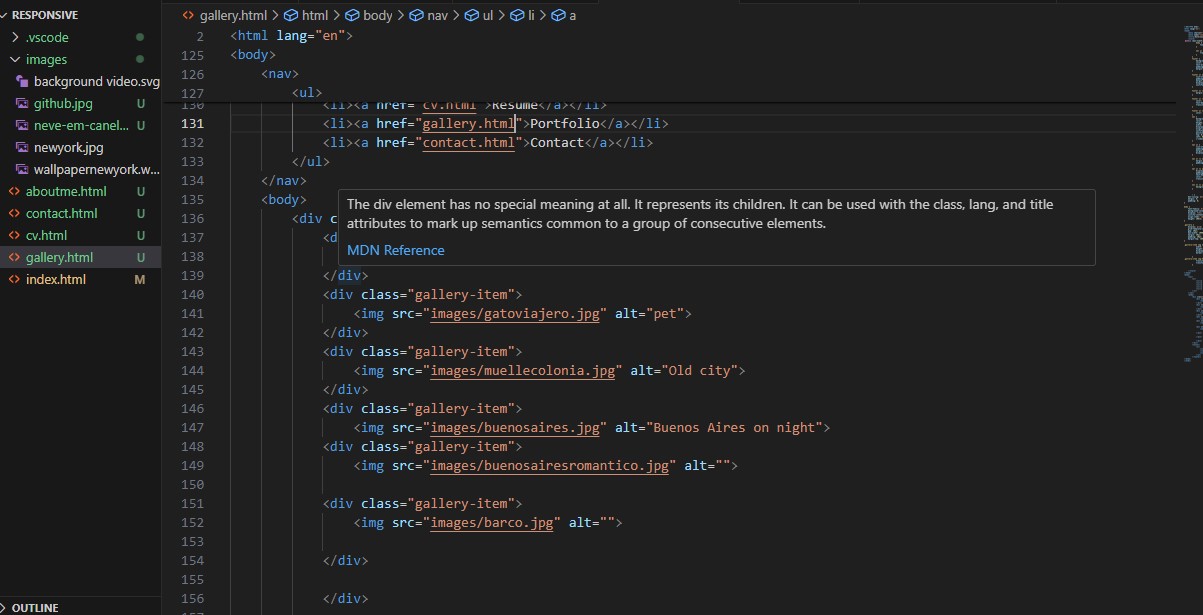 RESPONSIVE
.vscode
images
background video.svg
github.jpg U
neve-em-canel... U
newyork.jpg
wallpapernewyork.w...
aboutme.html U
contact.html U
cv.html U
gallery.html U
index.html M
OUTLINE
gallery.html > html > body > nav > ul > li > a
2 <html lang="en">
125 <body>
126 <nav>
127 <ul>
130 <li><a href="cv.html">Resume</a></li>
131 <li><a href="gallery.html">Portfolio</a></li>
132 <li><a href="contact.html">Contact</a></li>
133 </ul>
134 </nav>
135 <body>
The div element has no special meaning at all. It represents its children. It can be used with the class, lang, and title
attributes to mark up semantics common to a group of consecutive elements.
MDN Reference
136 <div c
137 <d
138
139 </div>
140 <div class="gallery-item">
141 <img src="images/gatoviajero.jpg" alt="pet">
142 </div>
143 <div class="gallery-item">
144 <img src="images/muellecolonia.jpg" alt="Old city">
145 </div>
146 <div class="gallery-item">
147 <img src="images/buenosaires.jpg" alt="Buenos Aires on night">
148 <div class="gallery-item">
149 <img src="images/buenosairesromantico.jpg" alt="">
150
151 <div class="gallery-item">
152 <img src="images/barco.jpg" alt="">
153
154 </div>
155
156 </div>